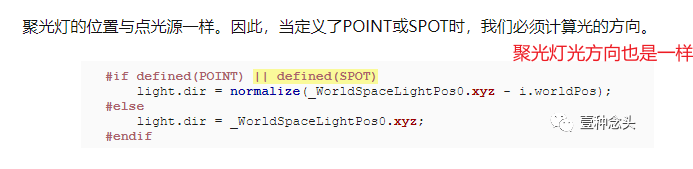 聚光灯的位置与点光源一样。因此，当定义了POINT或SPOT时，我们必须计算光的方向。
聚光灯光方向也是一样
#if defined(POINT) || defined(SPOT)
    light.dir = normalize(_WorldSpaceLightPos0.xyz - i.worldPos);
#else
    light.dir = _WorldSpaceLightPos0.xyz;
#endif
壹种念头